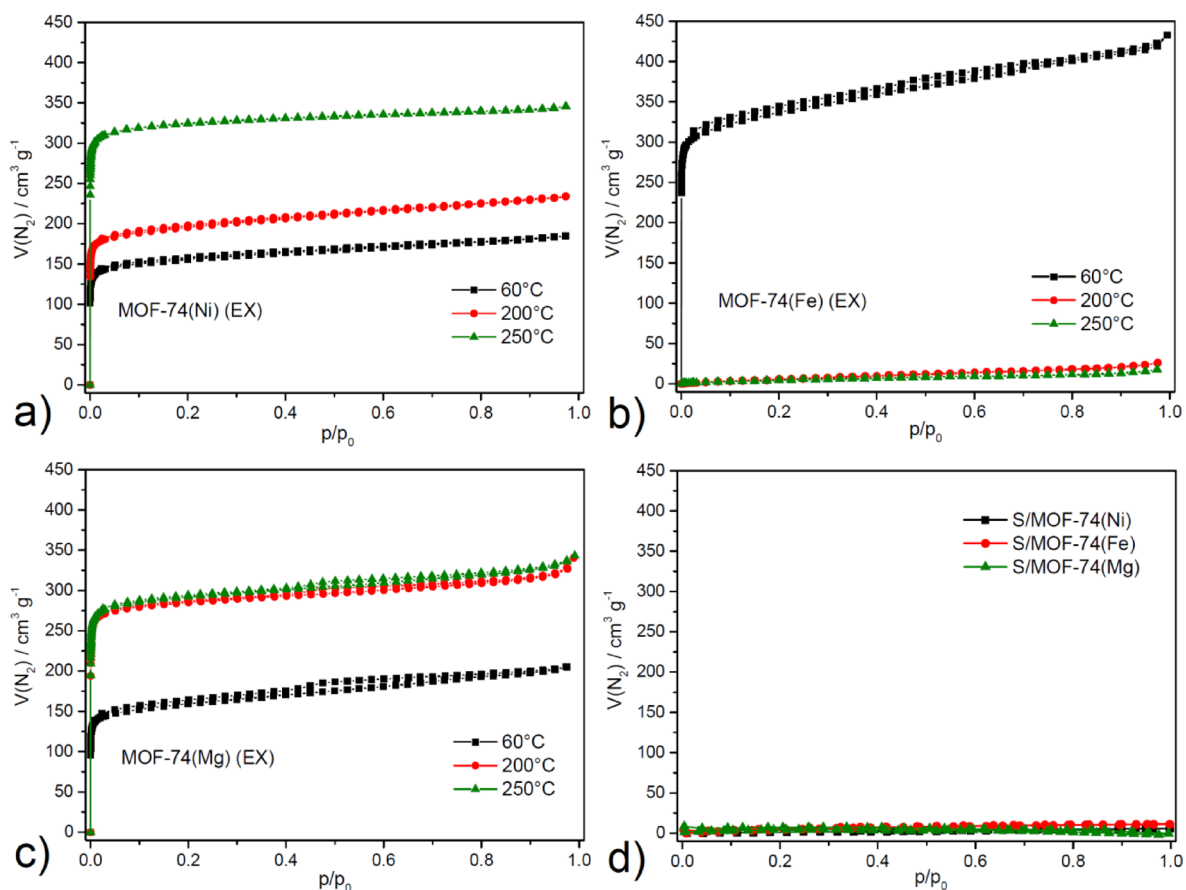 450
400
350
300
250
200
150
100
50
0
V(N₂) / cm³ g⁻¹
MOF-74(Ni) (EX)
60°C
200°C
250°C
0.0 0.2 0.4 0.6 0.8 1.0
p/p₀
a)
450
400
350
300
250
200
150
100
50
0
V(N₂) / cm³ g⁻¹
MOF-74(Fe) (EX)
60°C
200°C
250°C
0.0 0.2 0.4 0.6 0.8 1.0
p/p₀
b)
450
400
350
300
250
200
150
100
50
0
V(N₂) / cm³ g⁻¹
MOF-74(Mg) (EX)
60°C
200°C
250°C
0.0 0.2 0.4 0.6 0.8 1.0
p/p₀
c)
450
400
350
300
250
200
150
100
50
0
V(N₂) / cm³ g⁻¹
S/MOF-74(Ni)
S/MOF-74(Fe)
S/MOF-74(Mg)
0.0 0.2 0.4 0.6 0.8 1.0
p/p₀
d)